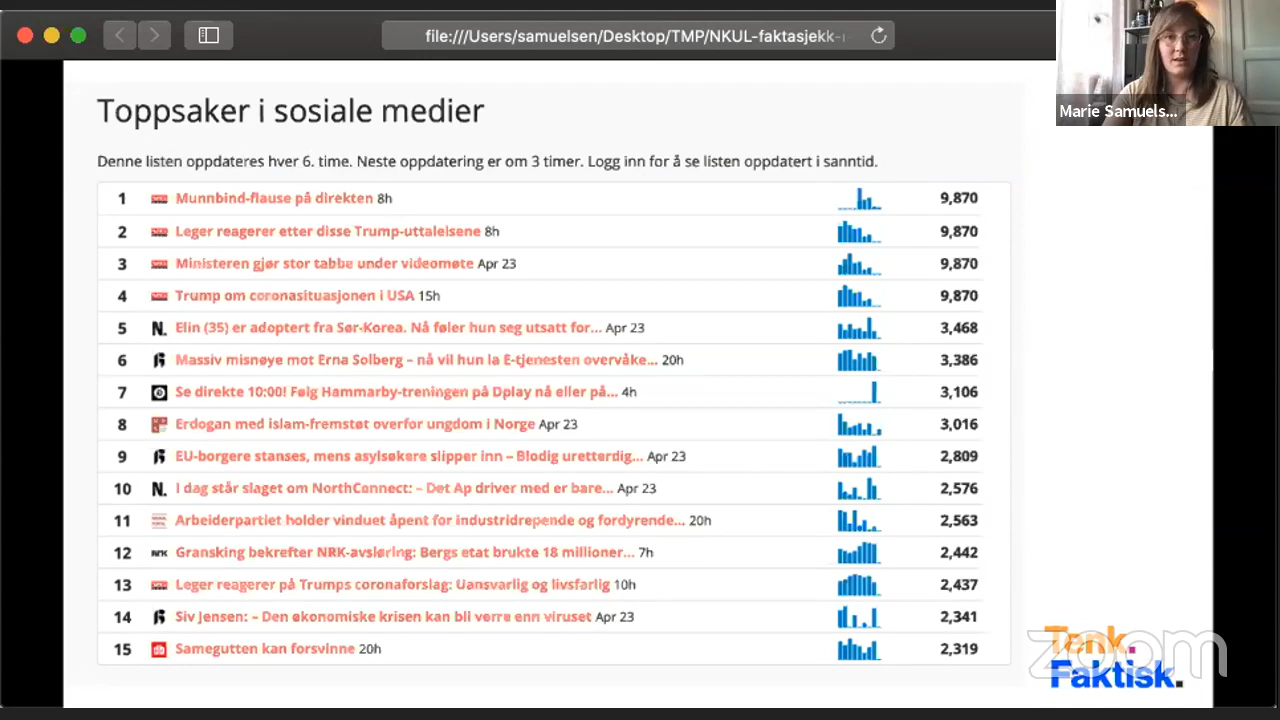 file:///Users/samuelsen/Desktop/TMP/NKUL-faktasjekk-
Marie Samuels...
Toppsaker i sosiale medier
Denne listen oppdateres hver 6. time. Neste oppdatering er om 3 timer. Logg inn for å se listen oppdatert i sanntid.
1 Munnbind-flause på direkten 8h 9,870
2 Leger reagerer etter disse Trump-uttalelsene 8h 9,870
3 Ministeren gjør stor tabbe under videomøte Apr 23 9,870
4 Trump om coronasituasjonen i USA 15h 9,870
5 N. Elin (35) er adoptert fra Sør-Korea. Nå føler hun seg utsatt for... Apr 23 3,468
6 Massiv misnøye mot Erna Solberg – nå vil hun la E-tjenesten overvåke... 20h 3,386
7 Se direkte 10:00! Følg Hammarby-treningen på Dplay nå eller på... 4h 3,106
8 Erdogan med islam-fremstøt overfor ungdom i Norge Apr 23 3,016
9 EU-borgere stanses, mens asylsøkere slipper inn – Blodig uretterdig... Apr 23 2,809
10 N. I dag står slaget om NorthConnect: – Det Ap driver med er bare... Apr 23 2,576
11 Arbeiderpartiet holder vinduet åpent for industridrepende og fordyrende... 20h 2,563
12 NRK Gransking bekrefter NRK-avsløring: Bergs etat brukte 18 millioner... 7h 2,442
13 Leger reagerer på Trumps coronaforslag: Uansvarlig og livsfarlig 10h 2,437
14 Siv Jensen: – Den økonomiske krisen kan bli verre enn viruset Apr 23 2,341
15 Samegutten kan forsvinne 20h 2,319
Tenk.
Faktisk.
zoom